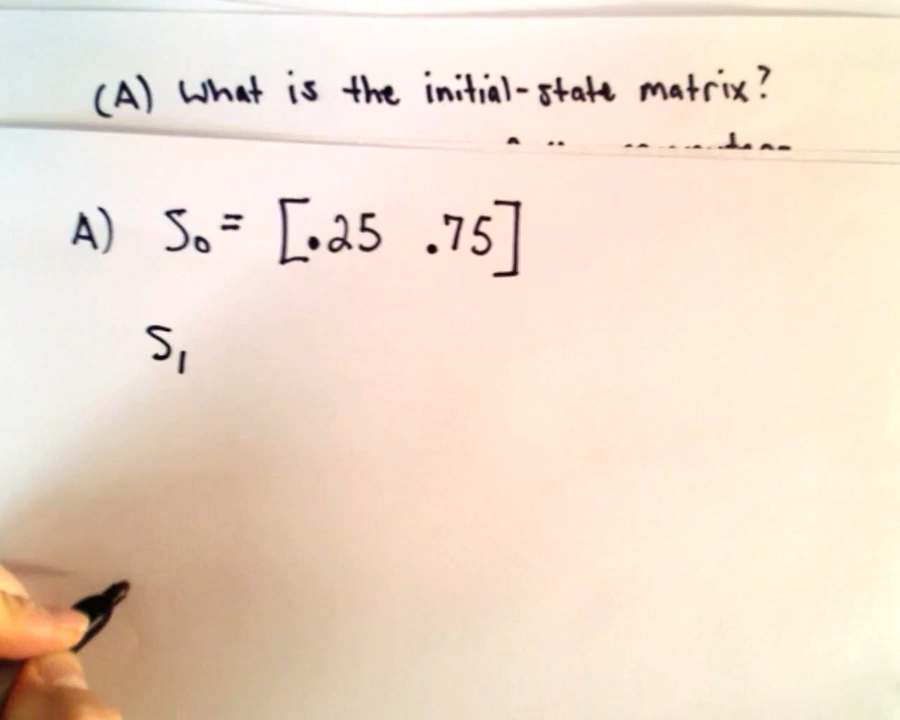 (A) What is the initial-state matrix?
A) S₀ = [.25 .75]
S₁